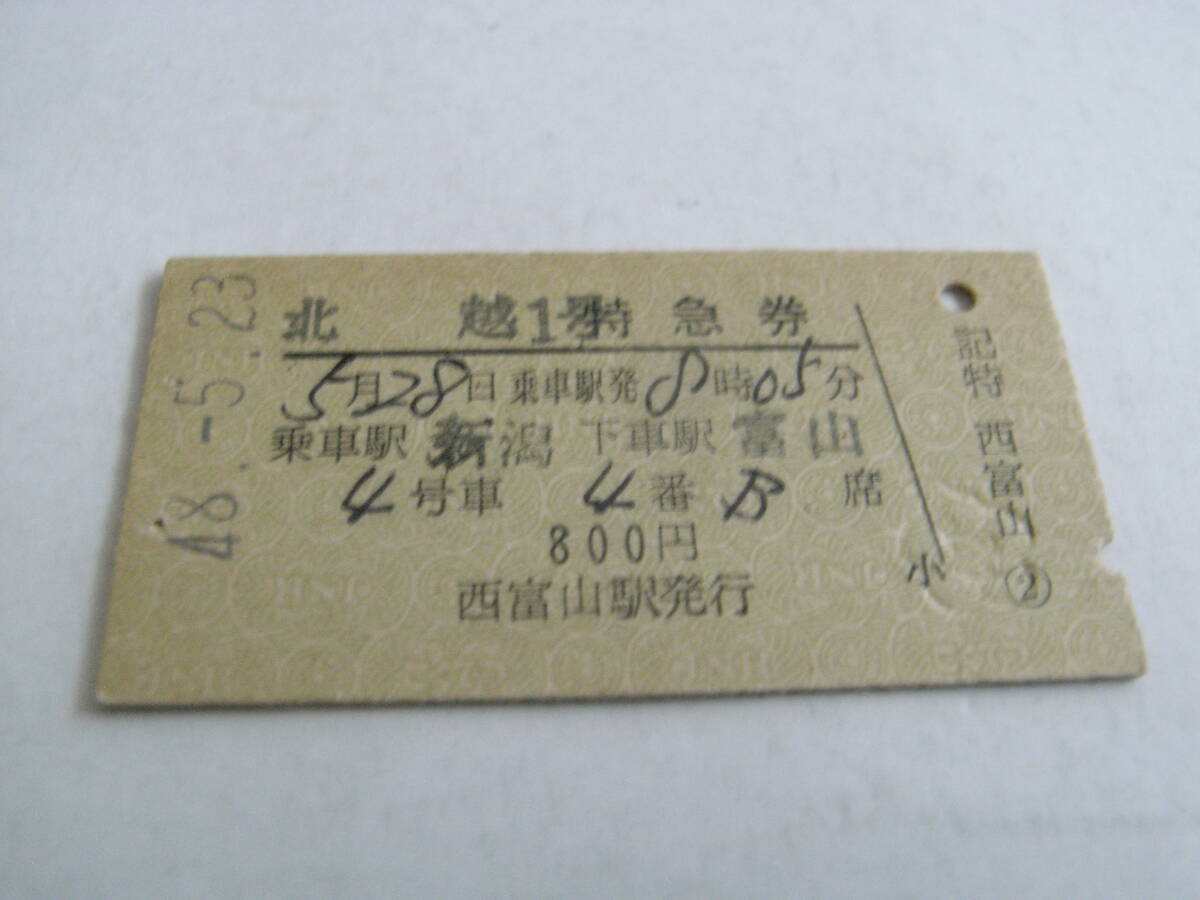 48.-5.23
北越1号特急券
5月28日 乗車駅発8時05分
乗車駅 新潟 下車駅 富山
4号車 4番B席
800円
西富山駅発行
小
記特 西富山 ②